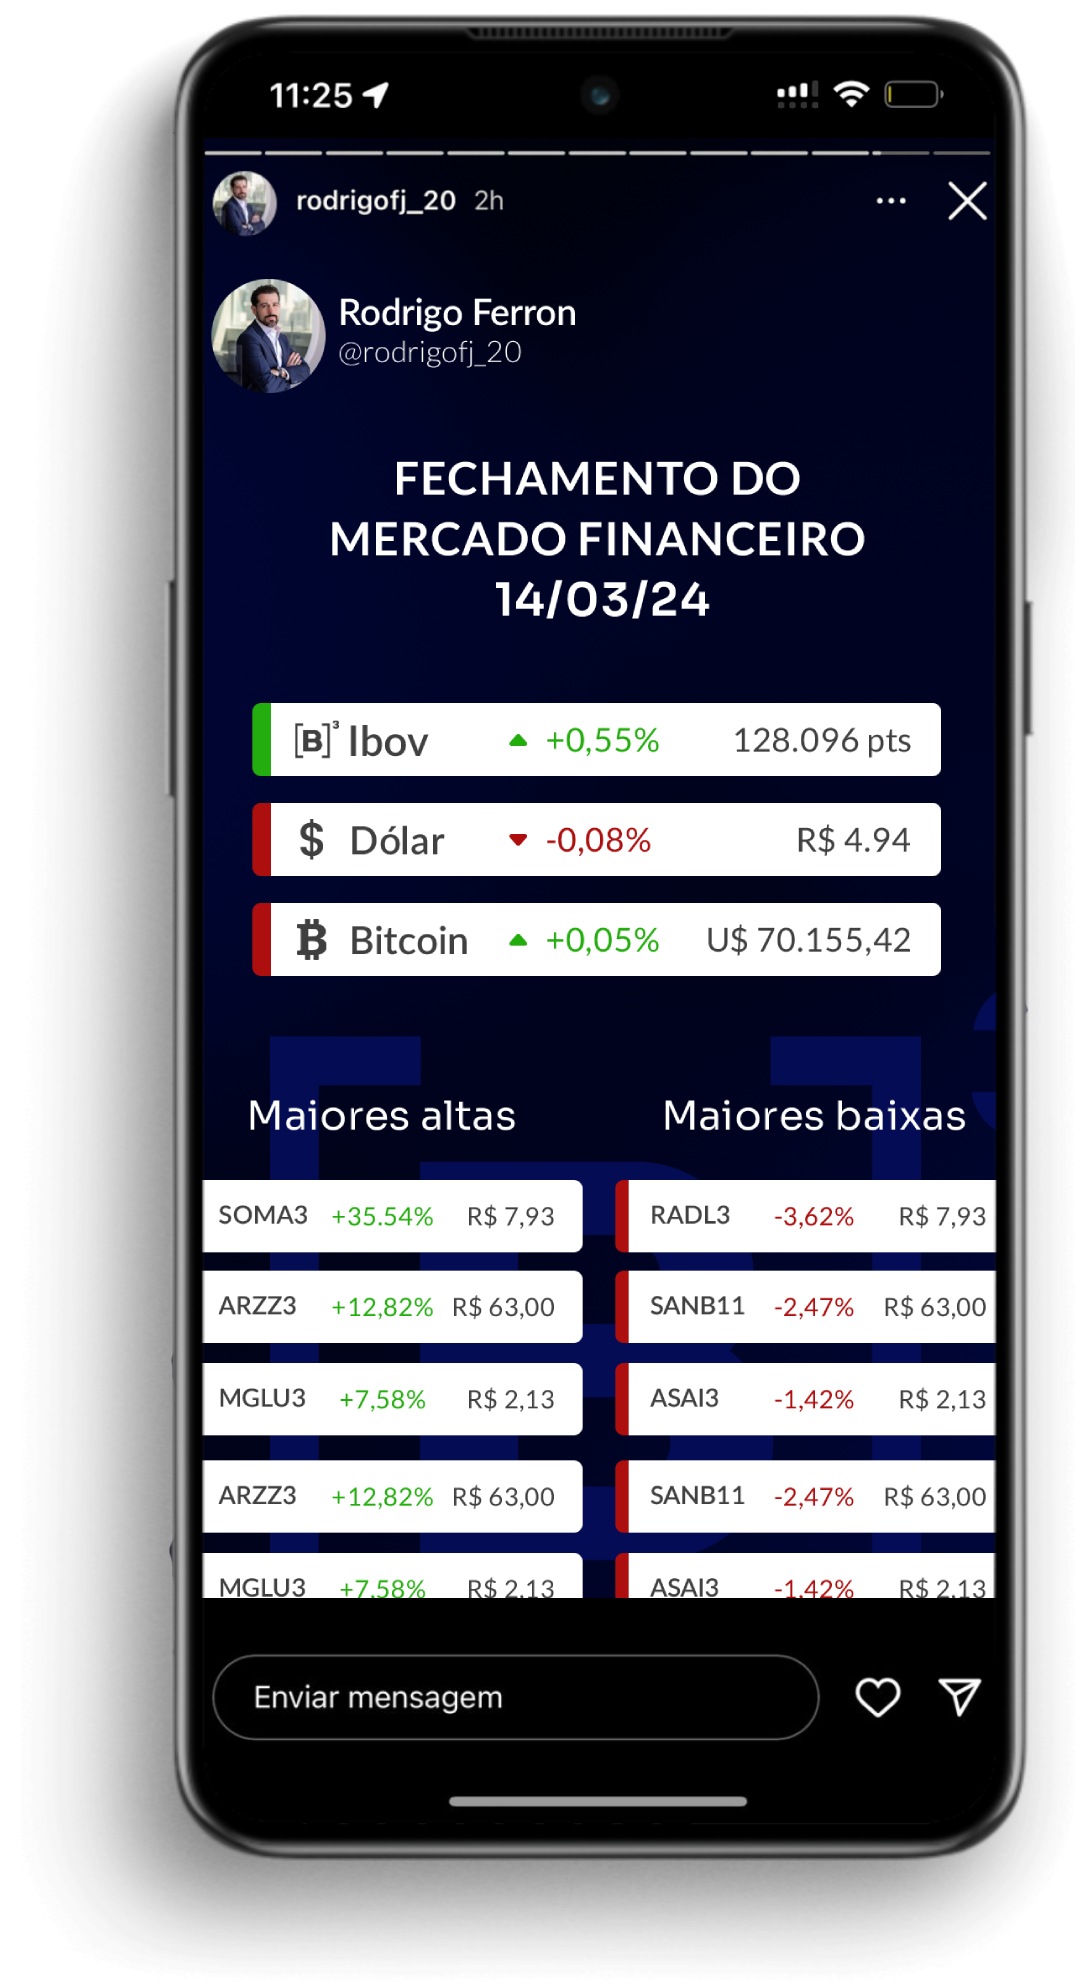 11:25
rodrigofj_20 2h
Rodrigo Ferron
@rodrigofj_20
FECHAMENTO DO
MERCADO FINANCEIRO
14/03/24
[B]³ Ibov +0,55% 128.096 pts
$ Dólar -0,08% R$ 4.94
₿ Bitcoin +0,05% U$ 70.155,42
Maiores altas Maiores baixas
SOMA3 +35.54% R$ 7,93 RADL3 -3,62% R$ 7,93
ARZZ3 +12,82% R$ 63,00 SANB11 -2,47% R$ 63,00
MGLU3 +7,58% R$ 2,13 ASAI3 -1,42% R$ 2,13
ARZZ3 +12,82% R$ 63,00 SANB11 -2,47% R$ 63,00
MGLU3 +7,58% R$ 2,13 ASAI3 -1,42% R$ 2,13
Enviar mensagem